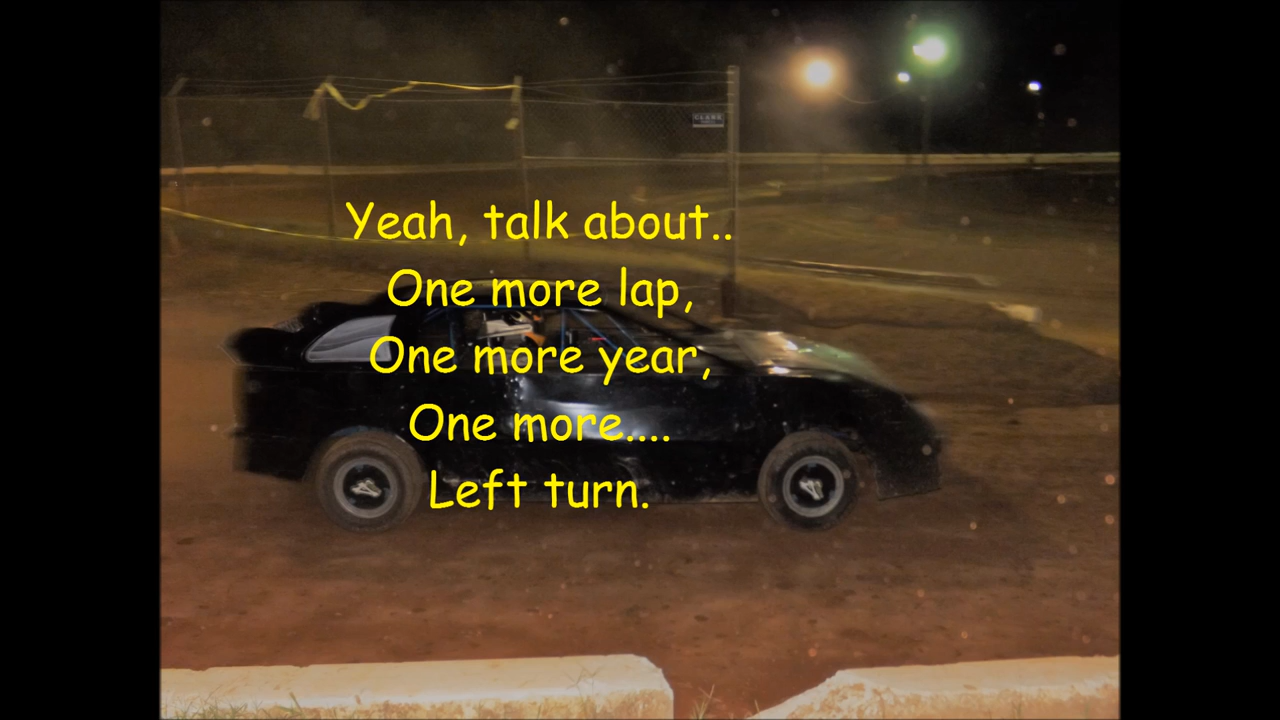 Yeah, talk about..
One more lap,
One more year,
One more....
Left turn.